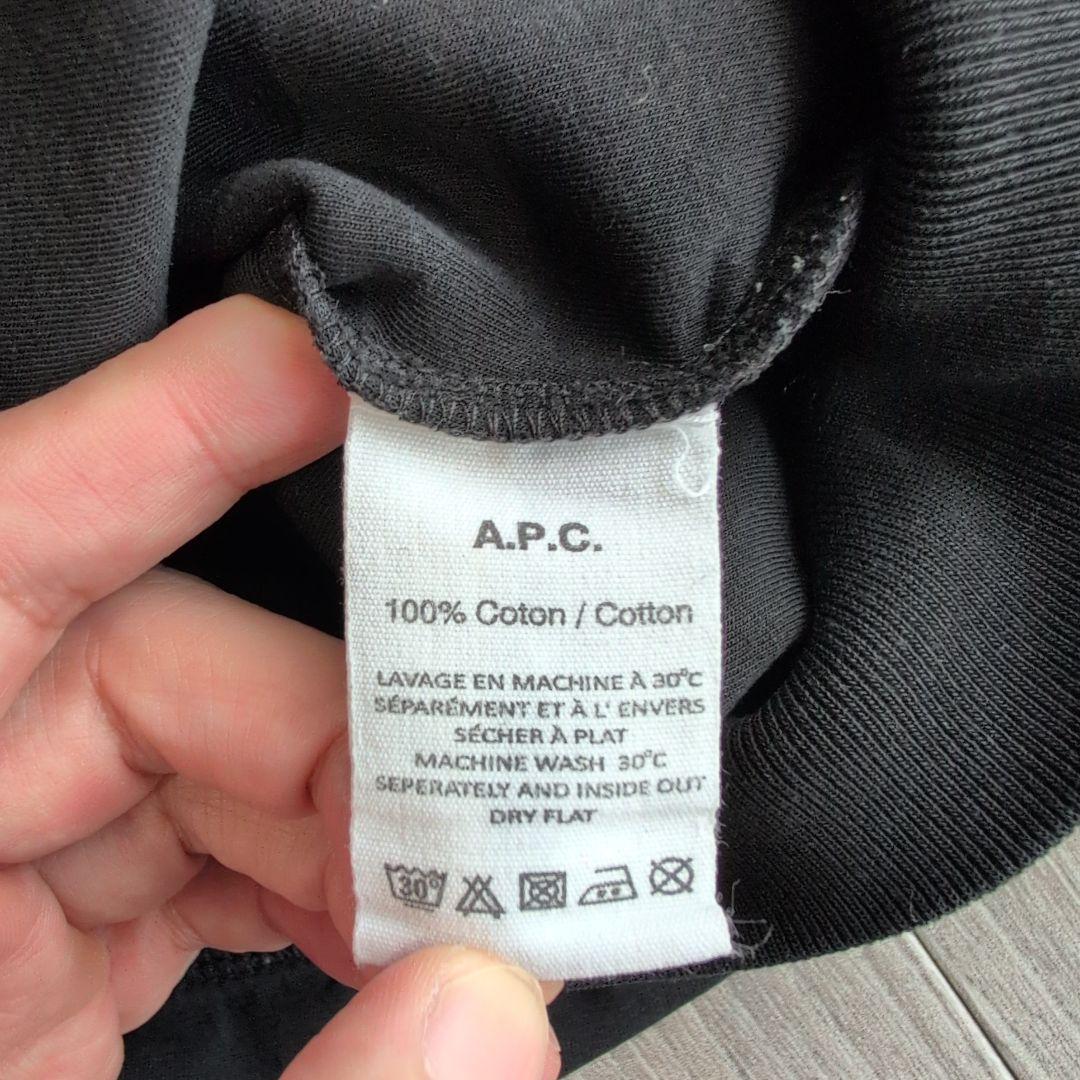 A.P.C.
100% Coton / Cotton
LAVAGE EN MACHINE À 30°C
SÉPARÉMENT ET À L' ENVERS
SÉCHER À PLAT
MACHINE WASH 30°C
SEPERATELY AND INSIDE OUT
DRY FLAT
30°